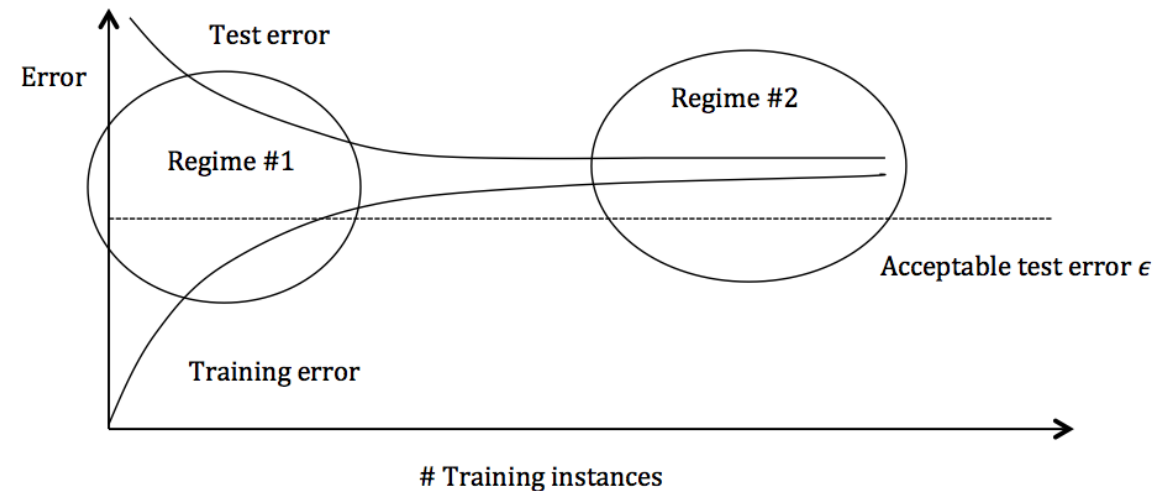 Test error
Error
Regime #2
Regime #1
Acceptable test error ϵ
Training error
# Training instances